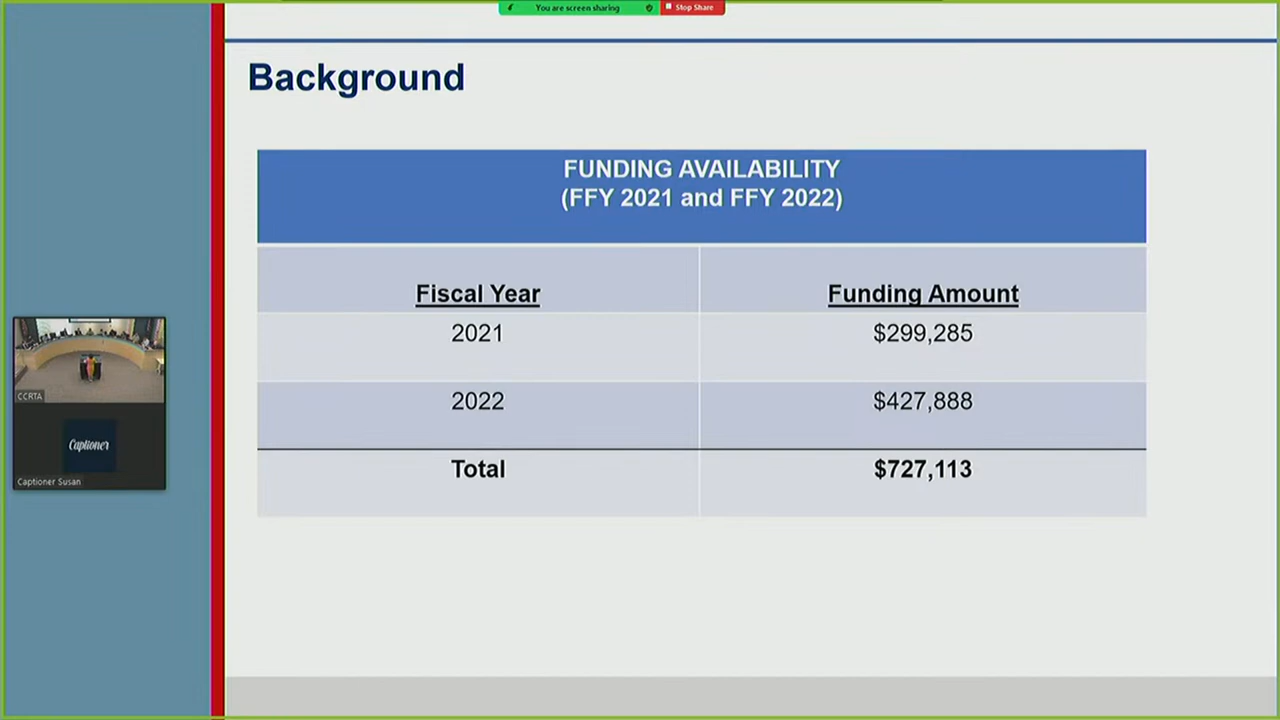 You are screen sharing
Stop Share
Background
FUNDING AVAILABILITY
(FFY 2021 and FFY 2022)
Fiscal Year
Funding Amount
2021
$299,285
2022
$427,888
Total
$727,113
CCRTA
Captioner
Captioner Susan